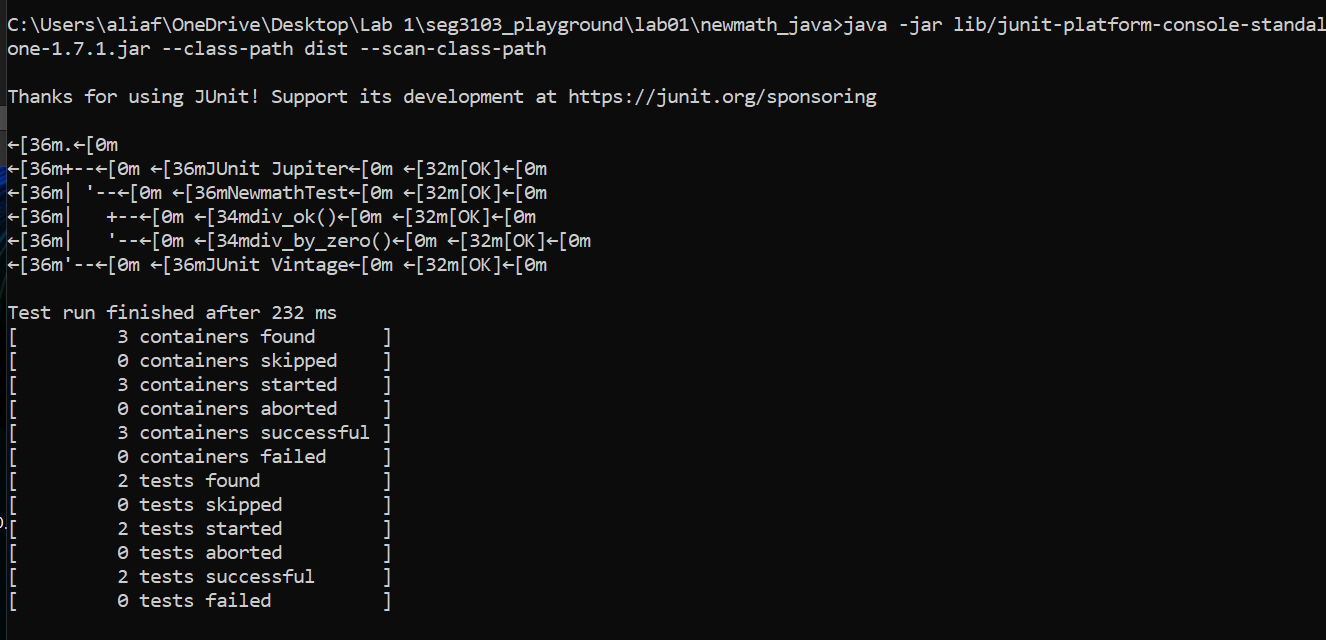 C:\Users\aliaf\OneDrive\Desktop\Lab 1\seg3103_playground\lab01\newmath_java>java -jar lib/junit-platform-console-standal
one-1.7.1.jar --class-path dist --scan-class-path
Thanks for using JUnit! Support its development at https://junit.org/sponsoring
←[36m.←[0m
←[36m+--←[0m ←[36mJUnit Jupiter←[0m ←[32m[OK]←[0m
←[36m| '--←[0m ←[36mNewmathTest←[0m ←[32m[OK]←[0m
←[36m|   +--←[0m ←[34mdiv_ok()←[0m ←[32m[OK]←[0m
←[36m|   '--←[0m ←[34mdiv_by_zero()←[0m ←[32m[OK]←[0m
←[36m'--←[0m ←[36mJUnit Vintage←[0m ←[32m[OK]←[0m
Test run finished after 232 ms
[         3 containers found      ]
[         0 containers skipped    ]
[         3 containers started    ]
[         0 containers aborted    ]
[         3 containers successful ]
[         0 containers failed     ]
[         2 tests found           ]
[         0 tests skipped         ]
[         2 tests started         ]
[         0 tests aborted         ]
[         2 tests successful      ]
[         0 tests failed          ]